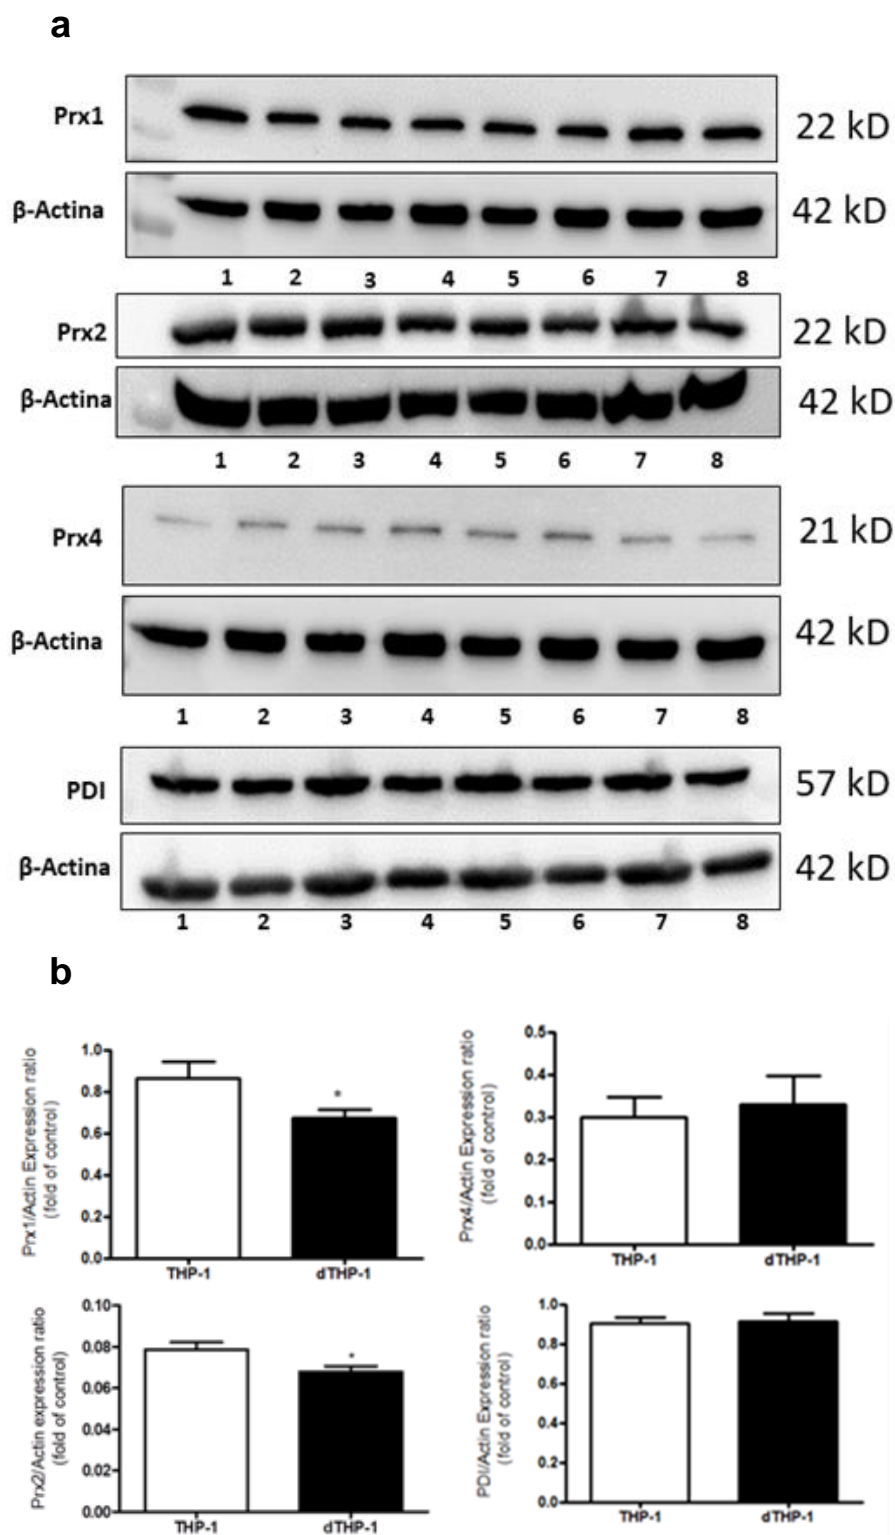 a
Prx1
22 kD
β-Actina
42 kD
1 2 3 4 5 6 7 8
Prx2
22 kD
β-Actina
42 kD
1 2 3 4 5 6 7 8
Prx4
21 kD
β-Actina
42 kD
1 2 3 4 5 6 7 8
PDI
57 kD
β-Actina
42 kD
1 2 3 4 5 6 7 8
b
Prx1/Actin Expression ratio
(fold of control)
1.0
0.8
0.6
0.4
0.2
0.0
*
THP-1 dTHP-1
Prx4/Actin Expression ratio
(fold of control)
0.5
0.4
0.3
0.2
0.1
0.0
THP-1 dTHP-1
Prx2/Actin expression ratio
(fold of control)
0.10
0.08
0.06
0.04
0.02
0.00
*
THP-1 dTHP-1
PDI/Actin Expression ratio
(fold of control)
1.0
0.8
0.6
0.4
0.2
0.0
THP-1 dTHP-1